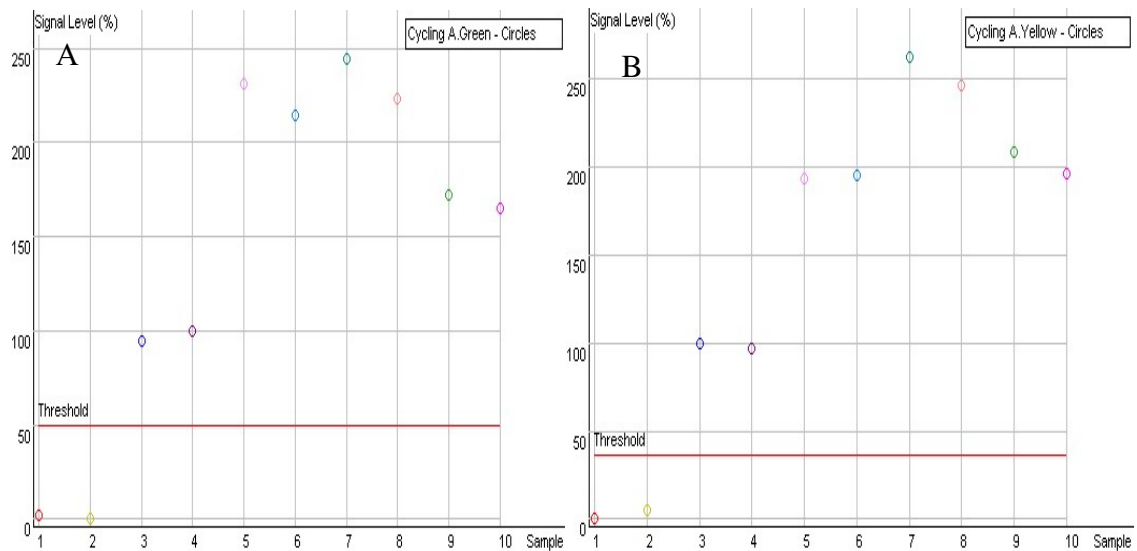 Signal Level (%)
Cycling A.Green - Circles
A
250
200
150
100
Threshold
50
0
1 2 3 4 5 6 7 8 9 10 Sample
Signal Level (%)
Cycling A.Yellow - Circles
B
250
200
150
100
50
Threshold
0
1 2 3 4 5 6 7 8 9 10 Sample